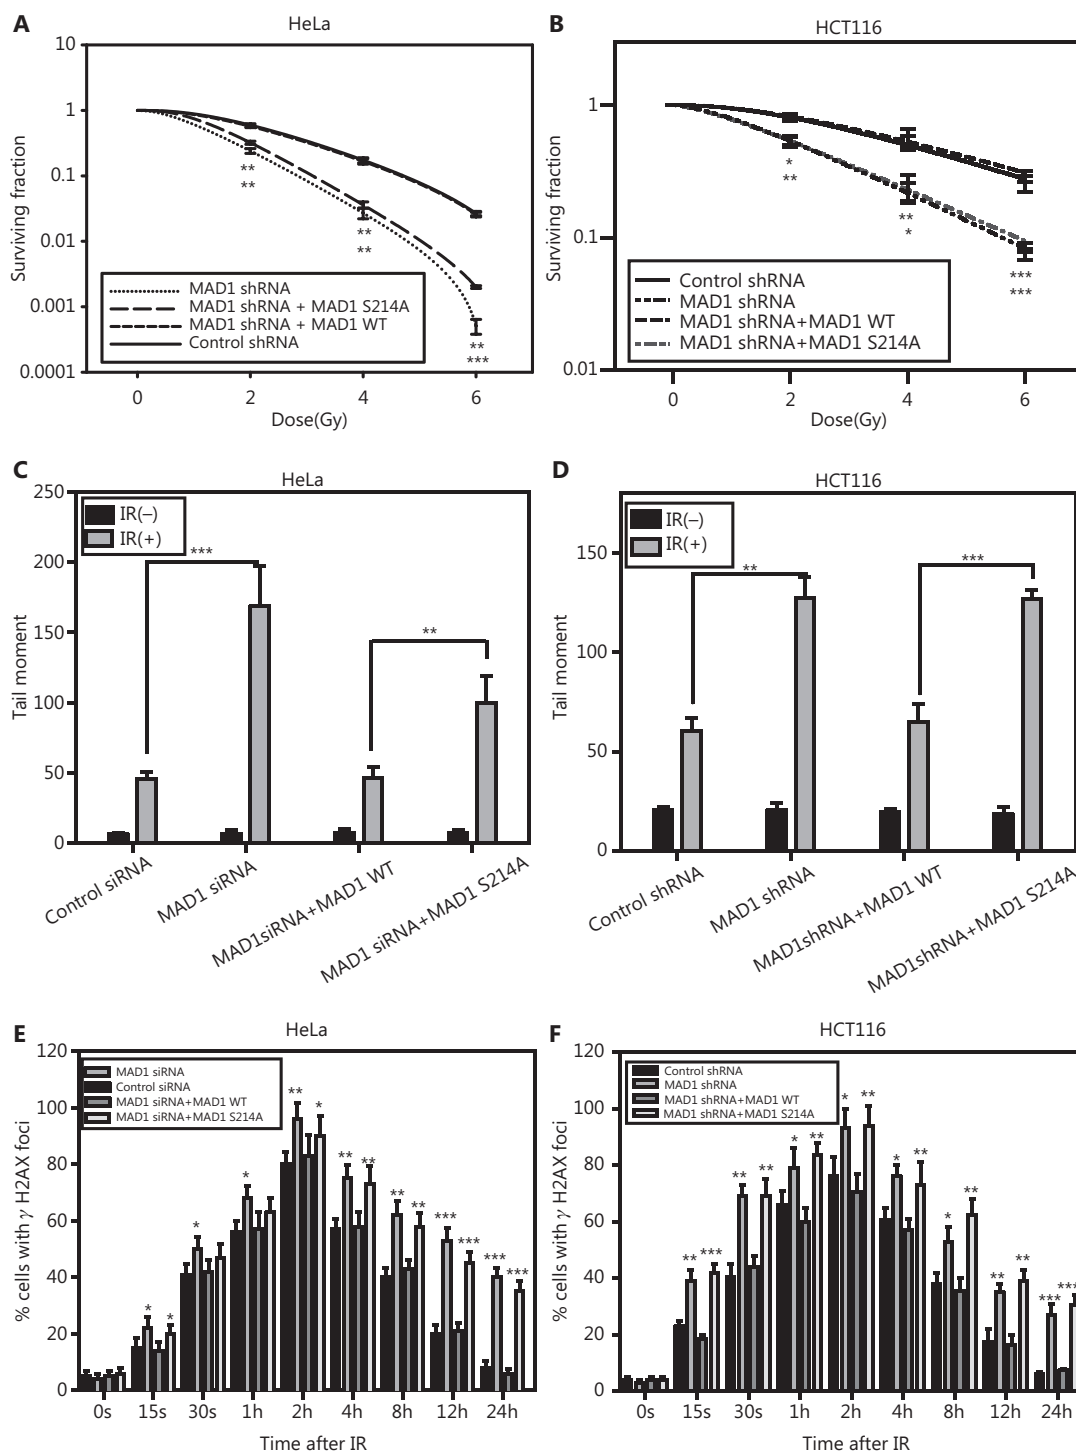 A
HeLa
10
1
0.1
0.01
0.001
0.0001
Surviving fraction
**
**
**
**
**
***
MAD1 shRNA
MAD1 shRNA + MAD1 S214A
MAD1 shRNA + MAD1 WT
Control shRNA
0 2 4 6
Dose(Gy)
B
HCT116
1
0.1
0.01
Surviving fraction
*
**
**
*
***
***
Control shRNA
MAD1 shRNA
MAD1 shRNA+MAD1 WT
MAD1 shRNA+MAD1 S214A
0 2 4 6
Dose(Gy)
C
HeLa
250
200
150
100
50
0
Tail moment
IR(–)
IR(+)
***
**
Control siRNA
MAD1 siRNA
MAD1siRNA+MAD1 WT
MAD1 siRNA+MAD1 S214A
D
HCT116
150
100
50
0
Tail moment
IR(–)
IR(+)
**
***
Control shRNA
MAD1 shRNA
MAD1shRNA+MAD1 WT
MAD1shRNA+MAD1 S214A
E
HeLa
120
100
80
60
40
20
0
% cells with γ H2AX foci
MAD1 siRNA
Control siRNA
MAD1 siRNA+MAD1 WT
MAD1 siRNA+MAD1 S214A
* * * * ** * ** ** ** ** *** *** *** ***
0s 15s 30s 1h 2h 4h 8h 12h 24h
Time after IR
F
HCT116
120
100
80
60
40
20
0
% cells with γ H2AX foci
Control shRNA
MAD1 shRNA
MAD1 shRNA+MAD1 WT
MAD1 shRNA+MAD1 S214A
** *** ** ** * ** * ** * ** * ** ** ** *** ***
0s 15s 30s 1h 2h 4h 8h 12h 24h
Time after IR